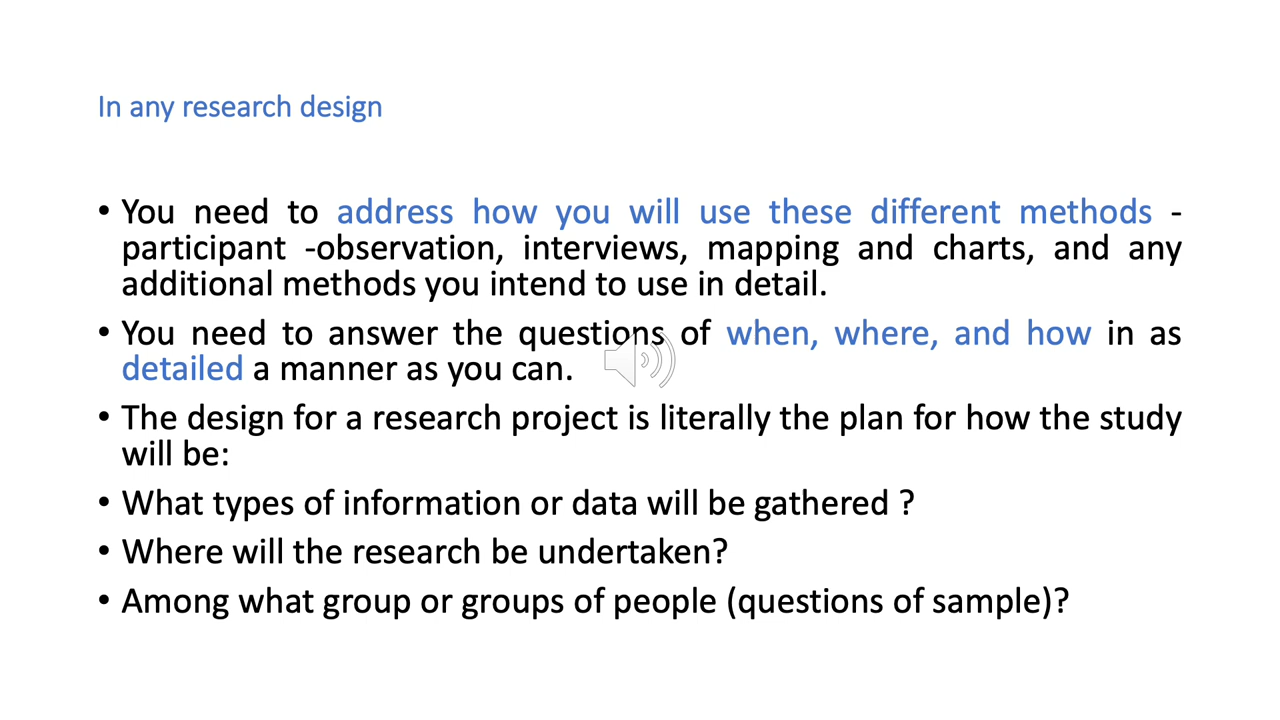 In any research design
• You need to address how you will use these different methods -
participant -observation, interviews, mapping and charts, and any
additional methods you intend to use in detail.
• You need to answer the questions of when, where, and how in as
detailed a manner as you can.
• The design for a research project is literally the plan for how the study
will be:
• What types of information or data will be gathered ?
• Where will the research be undertaken?
• Among what group or groups of people (questions of sample)?